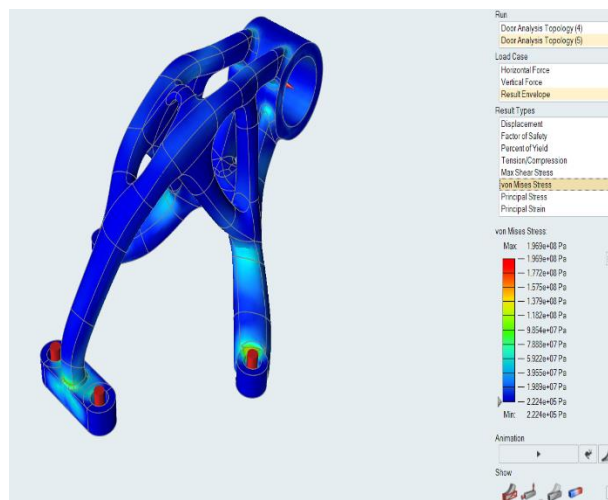 Run
Door Analysis Topology (4)
Door Analysis Topology (5)
Load Case
Horizontal Force
Vertical Force
Result Envelope
Result Types
Displacement
Factor of Safety
Percent of Yield
Tension/Compression
Max Shear Stress
von Mises Stress
Principal Stress
Principal Strain
von Mises Stress
Max: 1.969e+08 Pa
1.969e+08 Pa
1.772e+08 Pa
1.575e+08 Pa
1.379e+08 Pa
1.182e+08 Pa
9.854e+07 Pa
7.888e+07 Pa
5.922e+07 Pa
3.955e+07 Pa
1.989e+07 Pa
2.224e+05 Pa
Min: 2.224e+05 Pa
Animation
Show